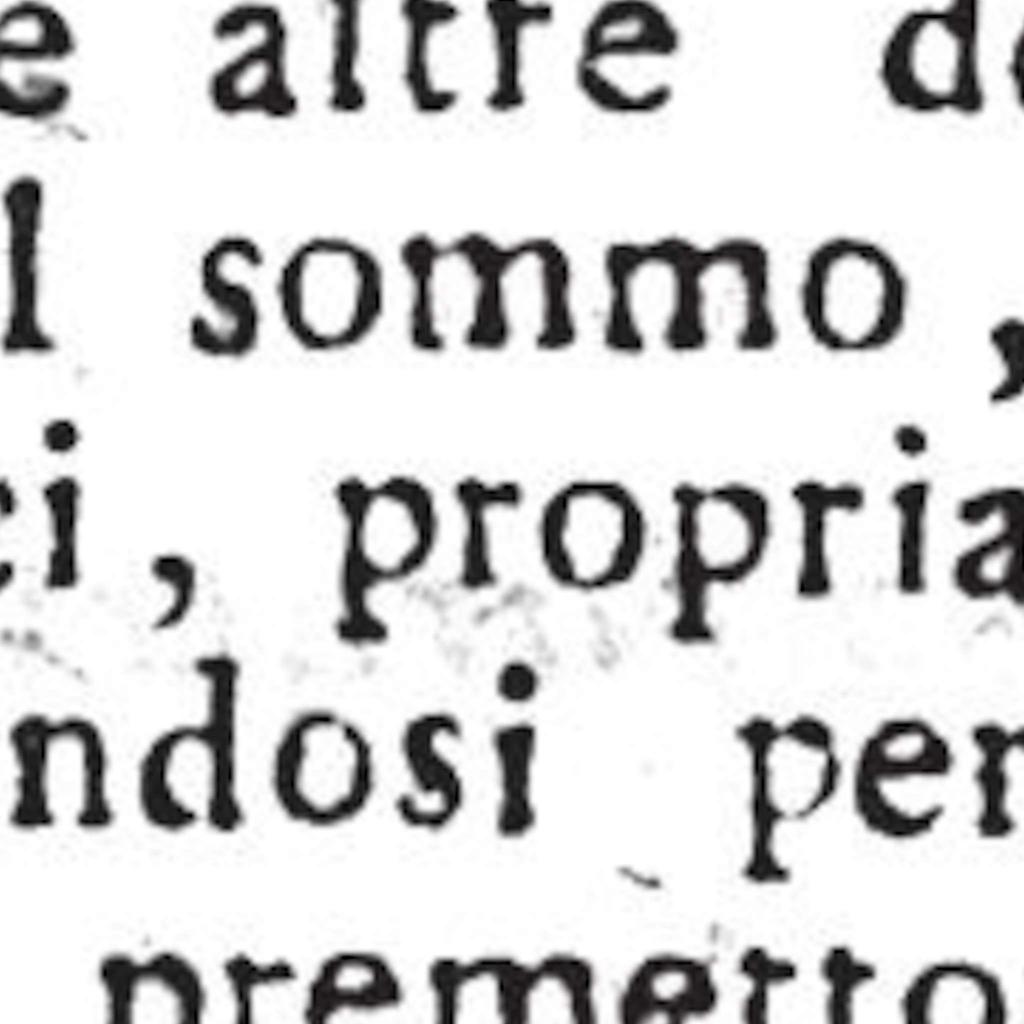 e altre d
l sommo,
ci, propria
ndosi per
premetto